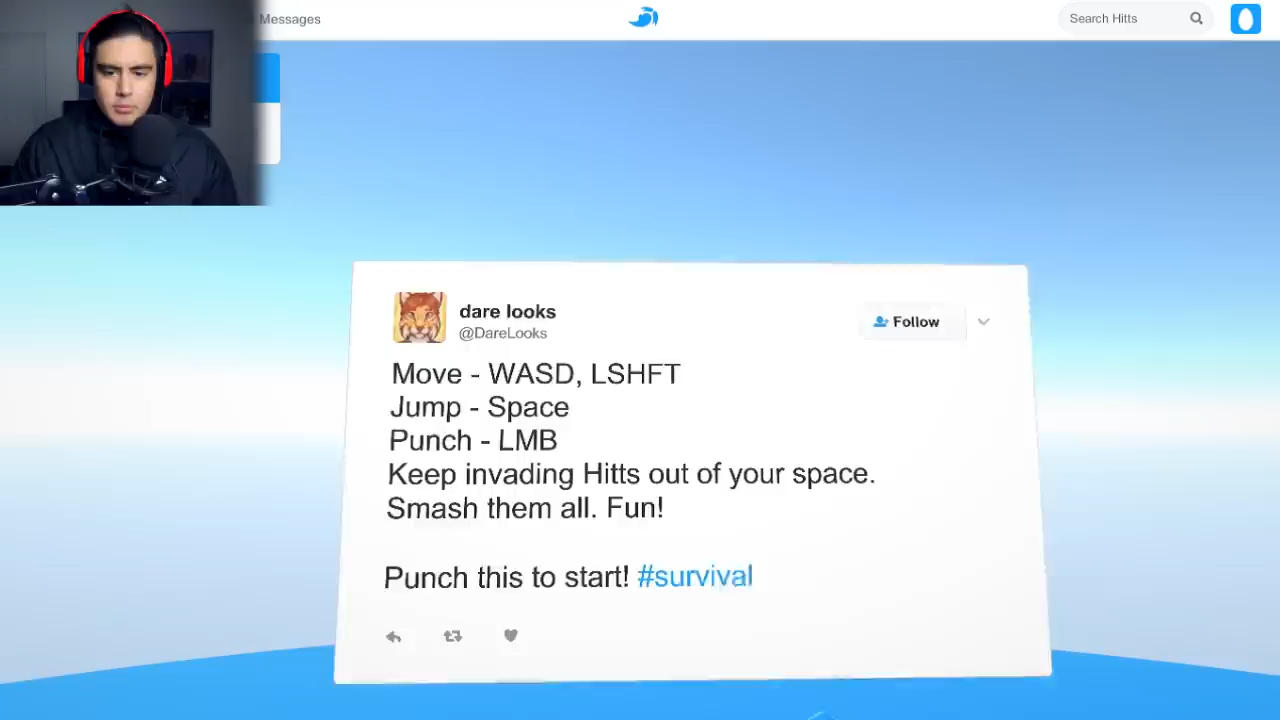 Messages
Search Hitts
dare looks
@DareLooks
Follow
Move - WASD, LSHFT
Jump - Space
Punch - LMB
Keep invading Hitts out of your space.
Smash them all. Fun!
Punch this to start! #survival